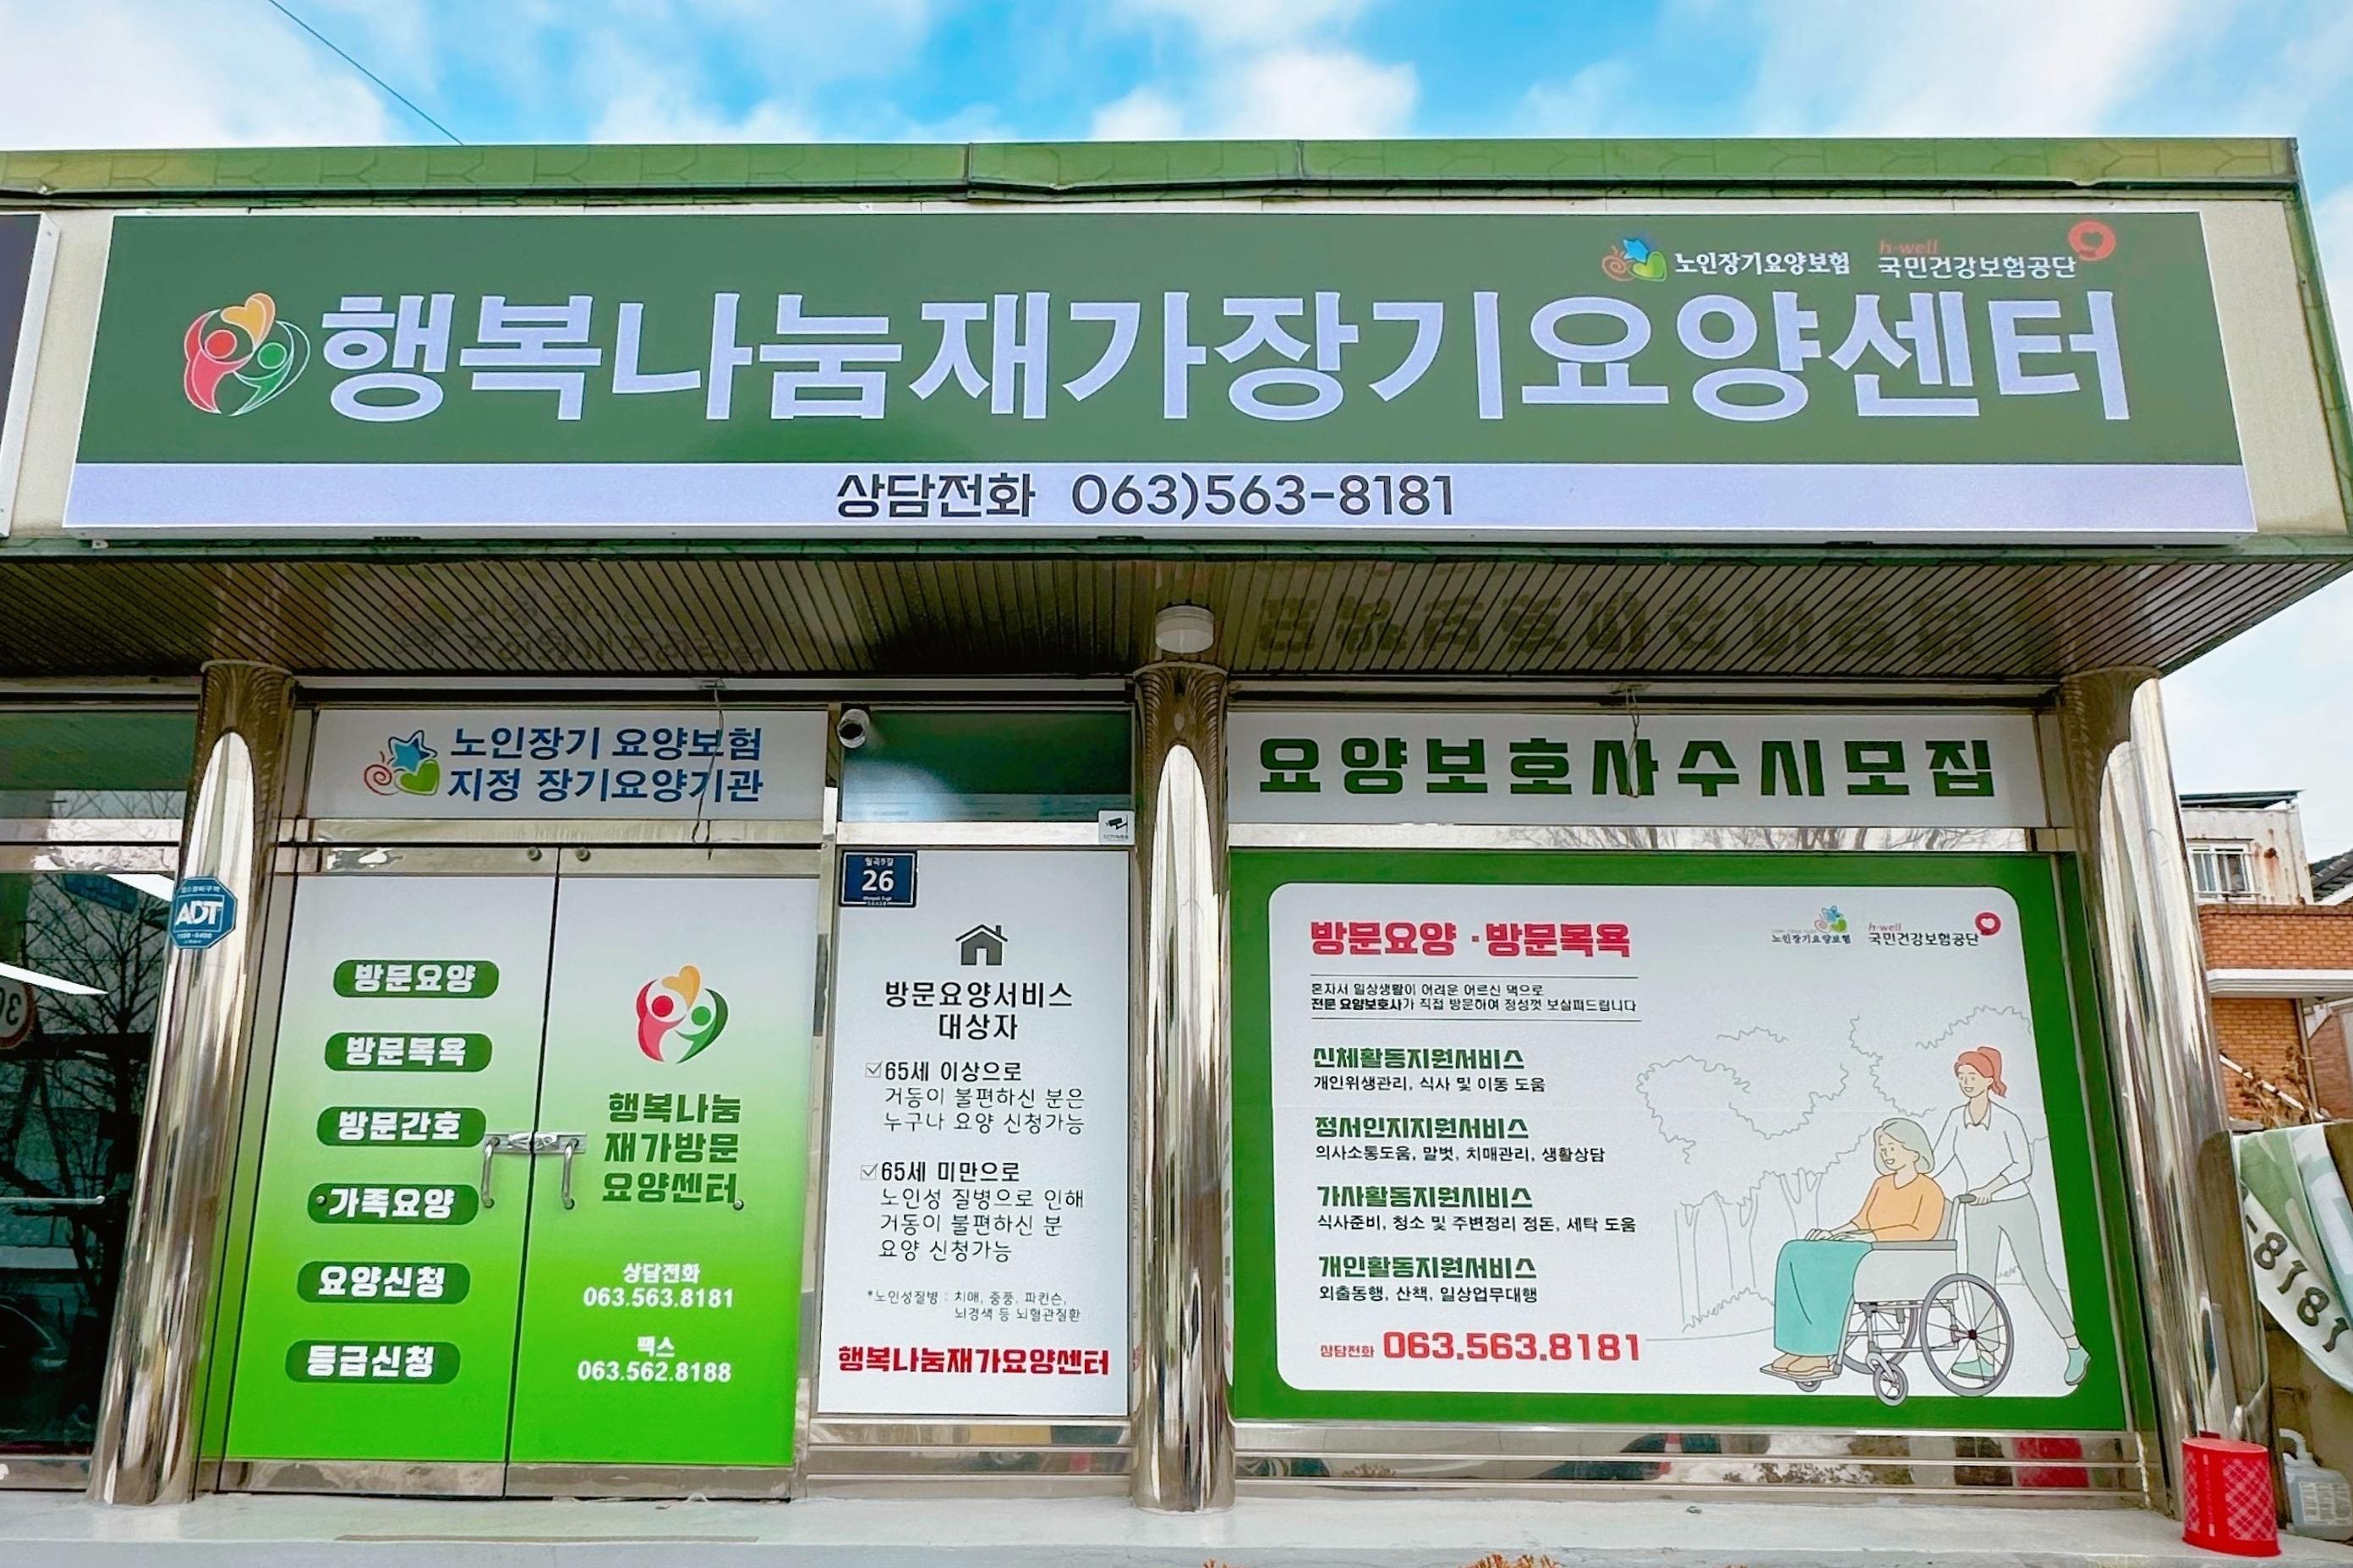 노인장기요양보험
h·well
국민건강보험공단
행복나눔재가장기요양센터
상담전화 063)563-8181
노인장기 요양보험
지정 장기요양기관
요양보호사수시모집
ADT
월곡9길
26
방문요양
방문목욕
방문간호
가족요양
요양신청
등급신청
행복나눔
재가방문
요양센터
상담전화
063.563.8181
팩스
063.562.8188
방문요양서비스
대상자
65세 이상으로
거동이 불편하신 분은
누구나 요양 신청가능
65세 미만으로
노인성 질병으로 인해
거동이 불편하신 분
요양 신청가능
*노인성질병 : 치매, 중풍, 파킨슨,
뇌경색 등 뇌혈관질환
행복나눔재가요양센터
방문요양 · 방문목욕
노인장기요양보험
h·well
국민건강보험공단
혼자서 일상생활이 어려운 어르신 댁으로
전문 요양보호사가 직접 방문하여 정성껏 보살펴드립니다
신체활동지원서비스
개인위생관리, 식사 및 이동 도움
정서인지지원서비스
의사소통도움, 말벗, 치매관리, 생활상담
가사활동지원시비스
식사준비, 청소 및 주변정리 정돈, 세탁 도움
개인활동지원서비스
외출동행, 산책, 일상업무대행
상담전화 063.563.8181
-8181